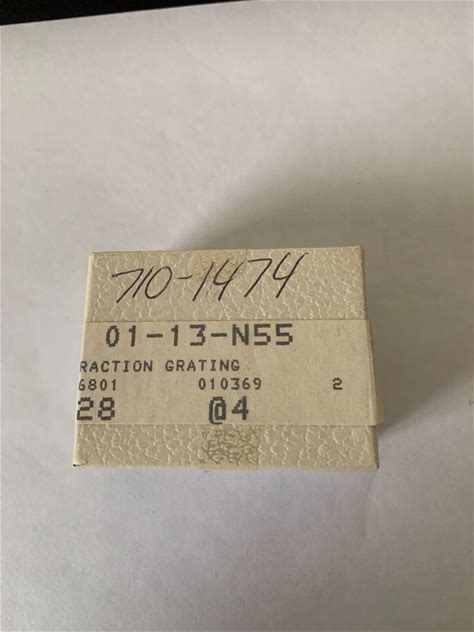 710-1474
01-13-N55
RACTION GRATING
6801 010369 2
28 @4